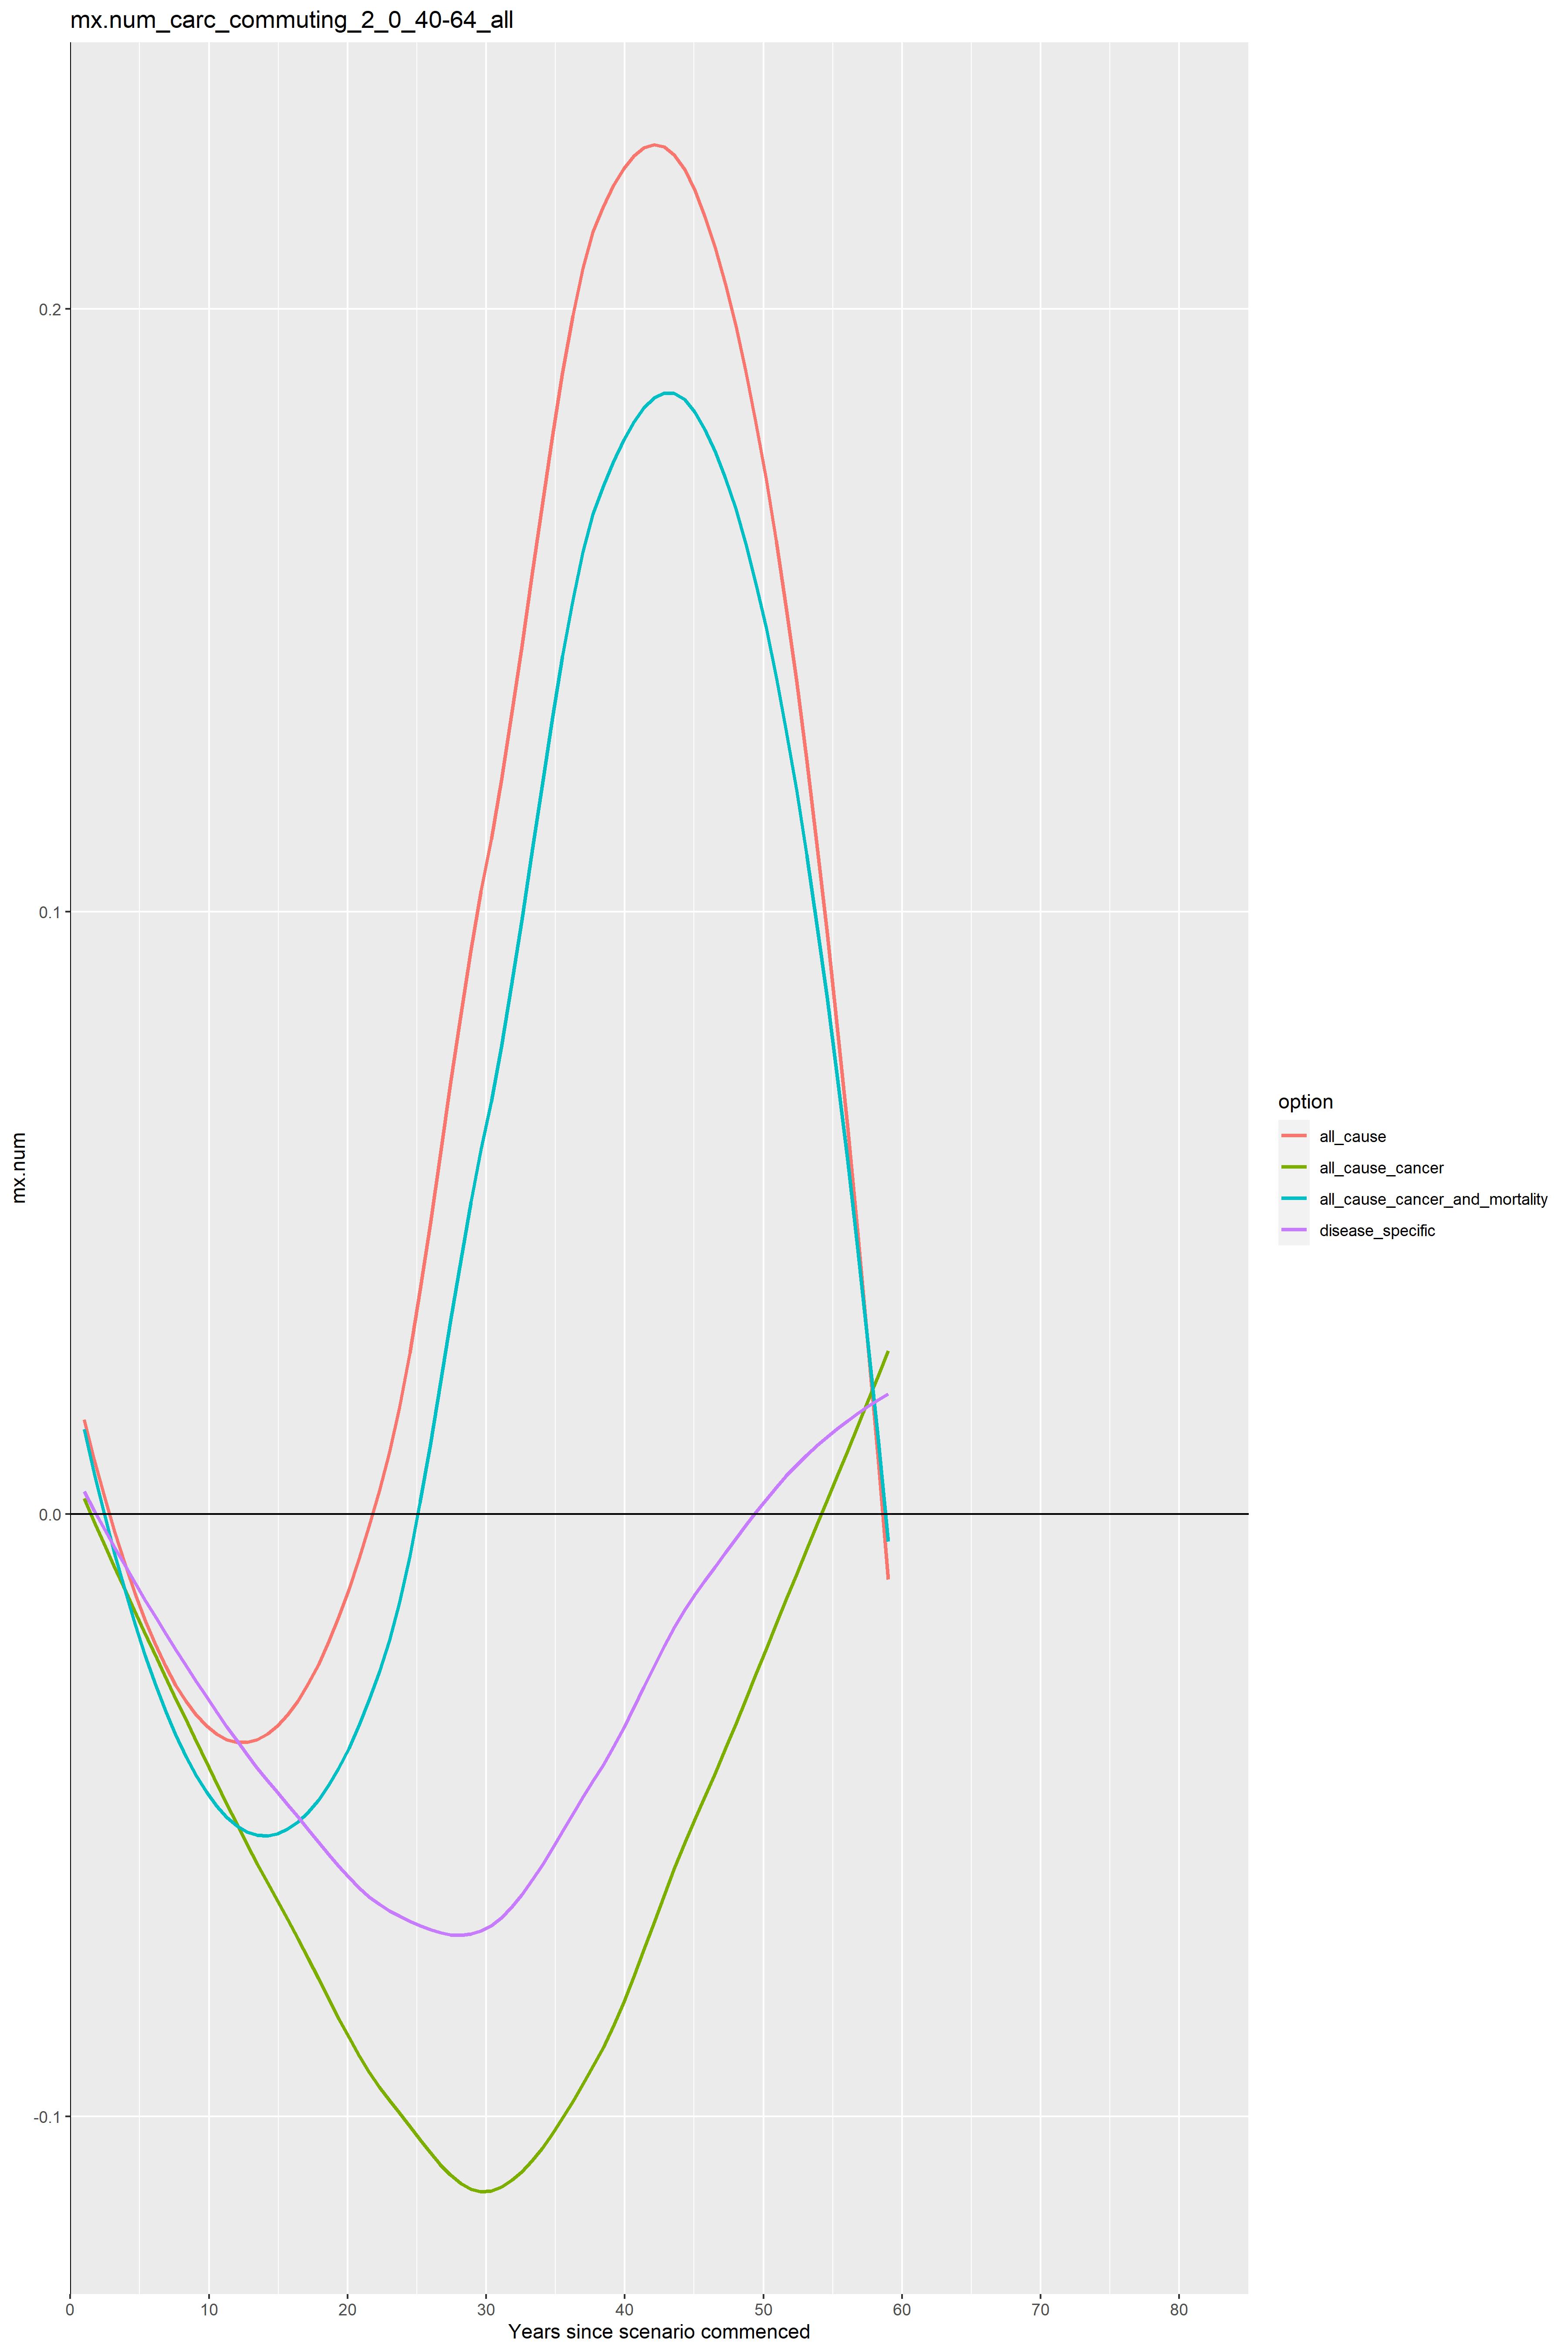 mx.num_carc_commuting_2_0_40-64_all
mx.num
0.2
0.1
0.0
-0.1
0 10 20 30 40 50 60 70 80
Years since scenario commenced
option
all_cause
all_cause_cancer
all_cause_cancer_and_mortality
disease_specific